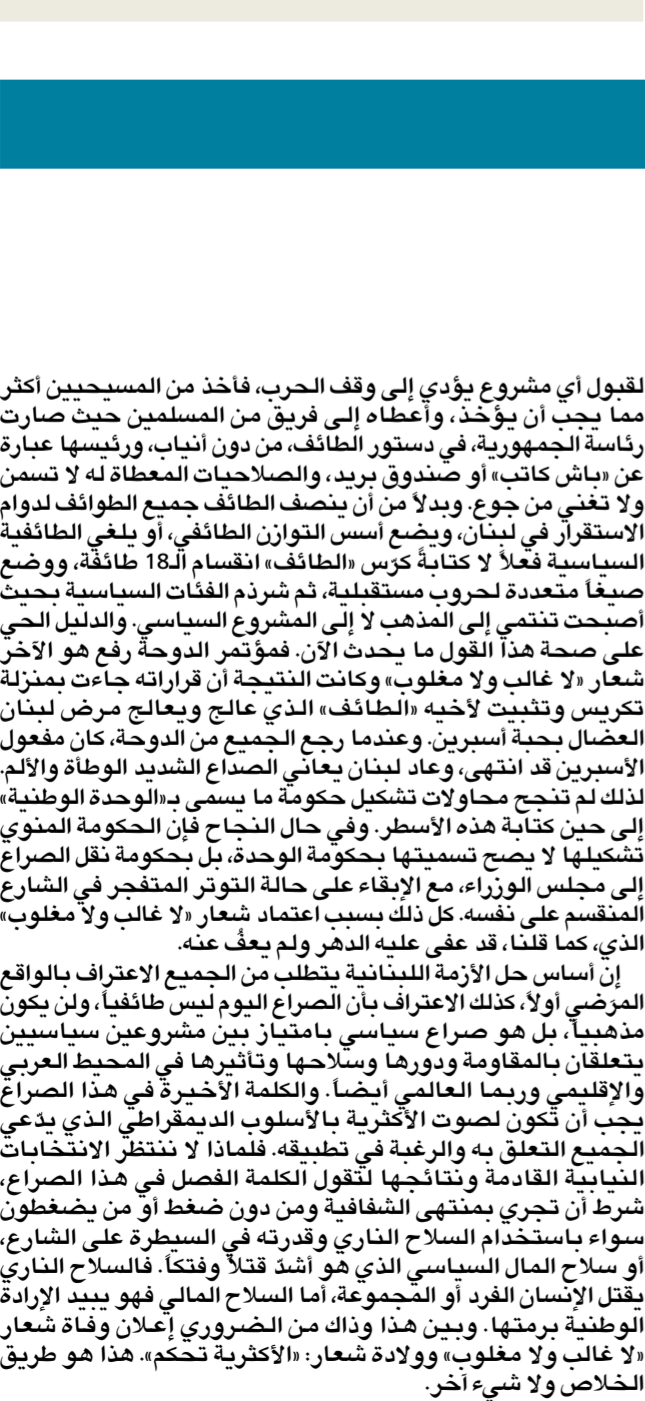 لقبول أي مشروع يؤدي إلى وقف الحرب، فأخذ من المسيحيين أكثر
مما يجب أن يؤخذ، وأعطاه إلى فريق من المسلمين حيث صارت
رئاسة الجمهورية، في دستور الطائف، من دون أنياب، ورئيسها عبارة
عن «باش كاتب» أو صندوق بريد، والصلاحيات المعطاة له لا تسمن
ولا تغني من جوع. وبدلاً من أن ينصف الطائف جميع الطوائف لدوام
الاستقرار في لبنان، ويضع أسس التوازن الطائفي، أو يلغي الطائفية
السياسية فعلاً لا كتابةً كرّس «الطائف» انقسام الـ18 طائفة، ووضع
صيغاً متعددة لحروب مستقبلية، ثم شرذم الفئات السياسية بحيث
أصبحت تنتمي إلى المذهب لا إلى المشروع السياسي. والدليل الحي
على صحة هذا القول ما يحدث الآن. فمؤتمر الدوحة رفع هو الآخر
شعار «لا غالب ولا مغلوب» وكانت النتيجة أن قراراته جاءت بمنزلة
تكريس وتثبيت لأخيه «الطائف» الذي عالج ويعالج مرض لبنان
العضال بحبة أسبرين. وعندما رجع الجميع من الدوحة، كان مفعول
الأسبرين قد انتهى، وعاد لبنان يعاني الصداع الشديد الوطأة والألم.
لذلك لم تنجح محاولات تشكيل حكومة ما يسمى بـ«الوحدة الوطنية»
إلى حين كتابة هذه الأسطر. وفي حال النجاح فإن الحكومة المنوي
تشكيلها لا يصح تسميتها بحكومة الوحدة، بل بحكومة نقل الصراع
إلى مجلس الوزراء، مع الإبقاء على حالة التوتر المتفجر في الشارع
المنقسم على نفسه. كل ذلك بسبب اعتماد شعار «لا غالب ولا مغلوب»
الذي، كما قلنا، قد عفى عليه الدهر ولم يعفُ عنه.
إن أساس حل الأزمة اللبنانية يتطلب من الجميع الاعتراف بالواقع
المرَضي أولاً، كذلك الاعتراف بأن الصراع اليوم ليس طائفياً، ولن يكون
مذهبياً، بل هو صراع سياسي بامتياز بين مشروعين سياسيين
يتعلقان بالمقاومة ودورها وسلاحها وتأثيرها في المحيط العربي
والإقليمي وربما العالمي أيضاً. والكلمة الأخيرة في هذا الصراع
يجب أن تكون لصوت الأكثرية بالأسلوب الديمقراطي الذي يدّعي
الجميع التعلق به والرغبة في تطبيقه. فلماذا لا ننتظر الانتخابات
النيابية القادمة ونتائجها لتقول الكلمة الفصل في هذا الصراع،
شرط أن تجري بمنتهى الشفافية ومن دون ضغط أو من يضغطون
سواء باستخدام السلاح الناري وقدرته في السيطرة على الشارع،
أو سلاح المال السياسي الذي هو أشدّ قتلاً وفتكاً. فالسلاح الناري
يقتل الإنسان الفرد أو المجموعة، أما السلاح المالي فهو يبيد الإرادة
الوطنية برمتها. وبين هذا وذاك من الضروري إعلان وفاة شعار
«لا غالب ولا مغلوب» وولادة شعار: «الأكثرية تحكم». هذا هو طريق
الخلاص ولا شيء آخر.